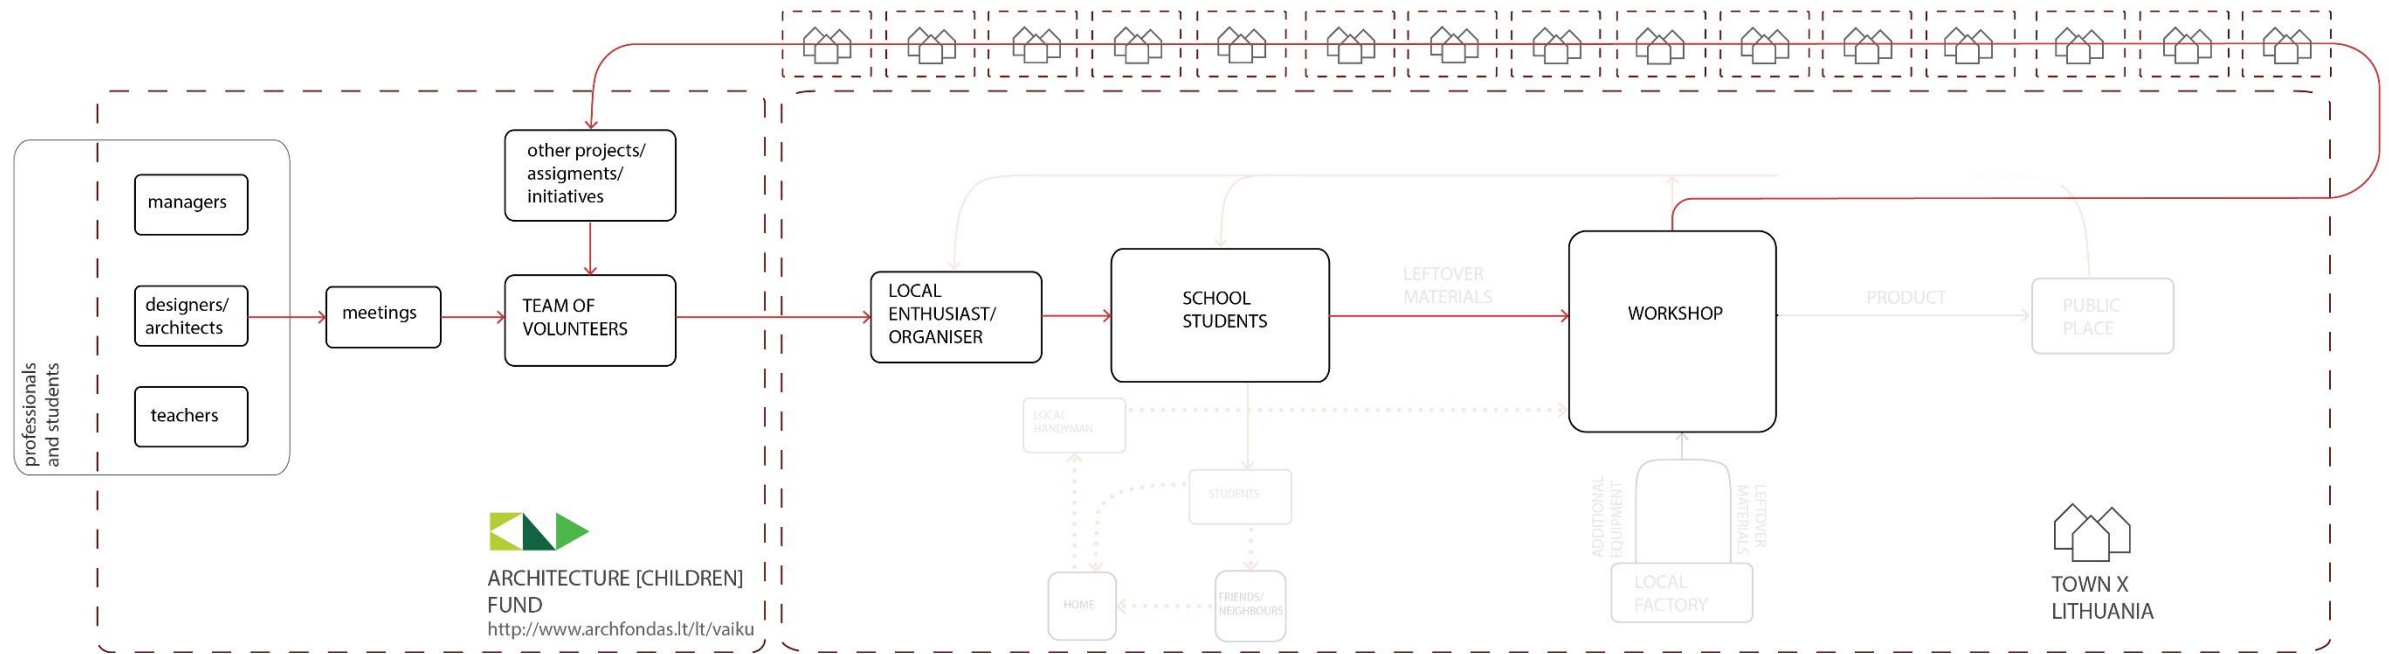 other projects/
assigments/
initiatives
managers
designers/
architects
teachers
professionals
and students
meetings
TEAM OF
VOLUNTEERS
ARCHITECTURE [CHILDREN]
FUND
http://www.archfondas.lt/lt/vaiku
LOCAL
ENTHUSIAST/
ORGANISER
SCHOOL
STUDENTS
LEFTOVER
MATERIALS
WORKSHOP
PRODUCT
PUBLIC
PLACE
LOCAL
HANDYMAN
STUDENTS
HOME
FRIENDS/
NEIGHBOURS
ADDITIONAL
EQUIPMENT
LEFTOVER
MATERIALS
LOCAL
FACTORY
TOWN X
LITHUANIA